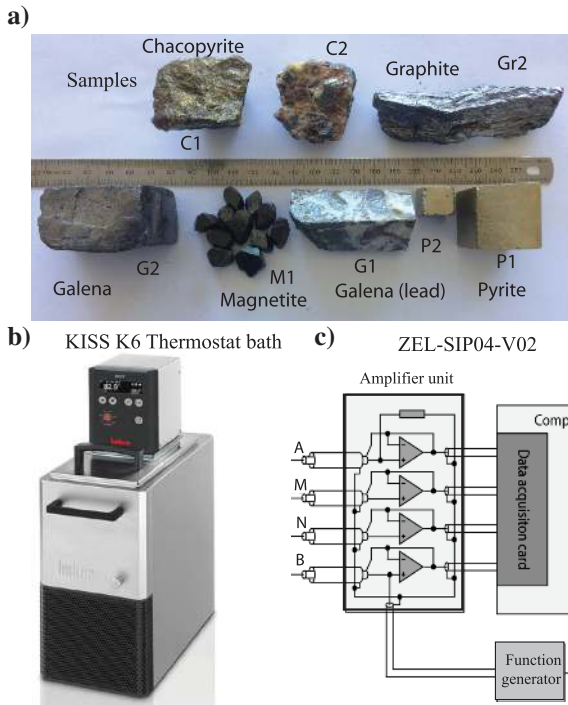 a)
Chacopyrite
C2
Samples
Graphite
Gr2
C1
G2
M1
G1
P2
P1
Galena
Magnetite
Galena (lead)
Pyrite
b)
KISS K6 Thermostat bath
c)
ZEL-SIP04-V02
Amplifier unit
A
M
N
B
Comp
Data acquisiton card
Function
generator
huber